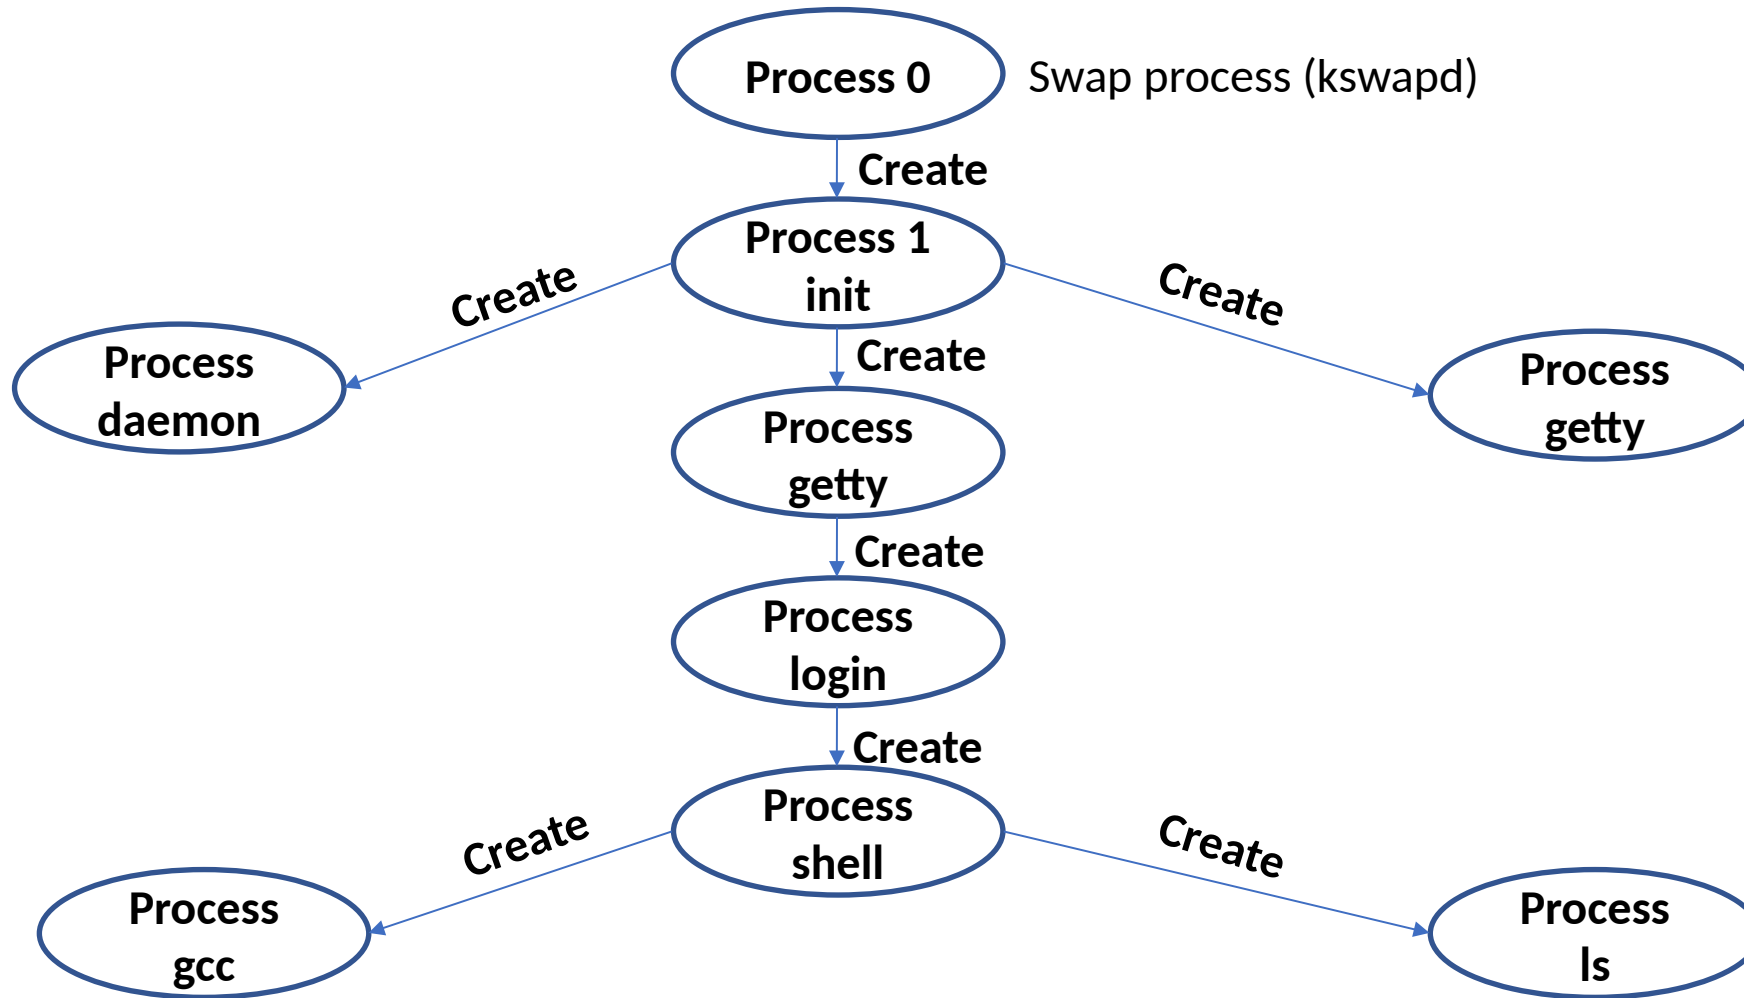 Process 0
Swap process (kswapd)
Create
Process 1
init
Create
Create
Create
Process
daemon
Process
getty
Process
getty
Create
Process
login
Create
Process
shell
Create
Create
Process
gcc
Process
ls